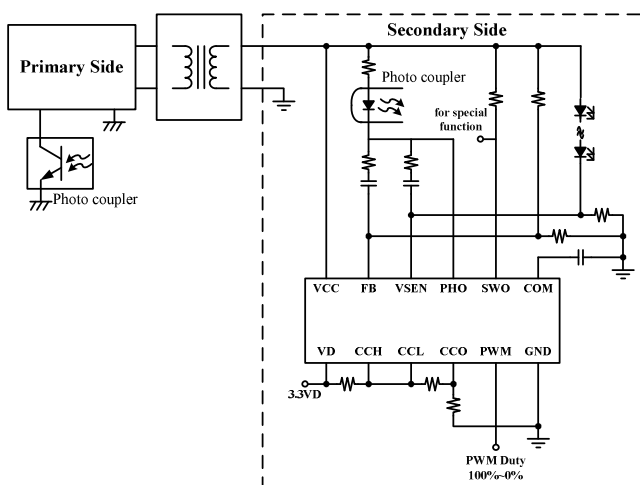 Secondary Side
Primary Side
Photo coupler
for special
function
Photo coupler
VCC FB VSEN PHO SWO COM
VD CCH CCL CCO PWM GND
3.3VD
PWM Duty
100%~0%